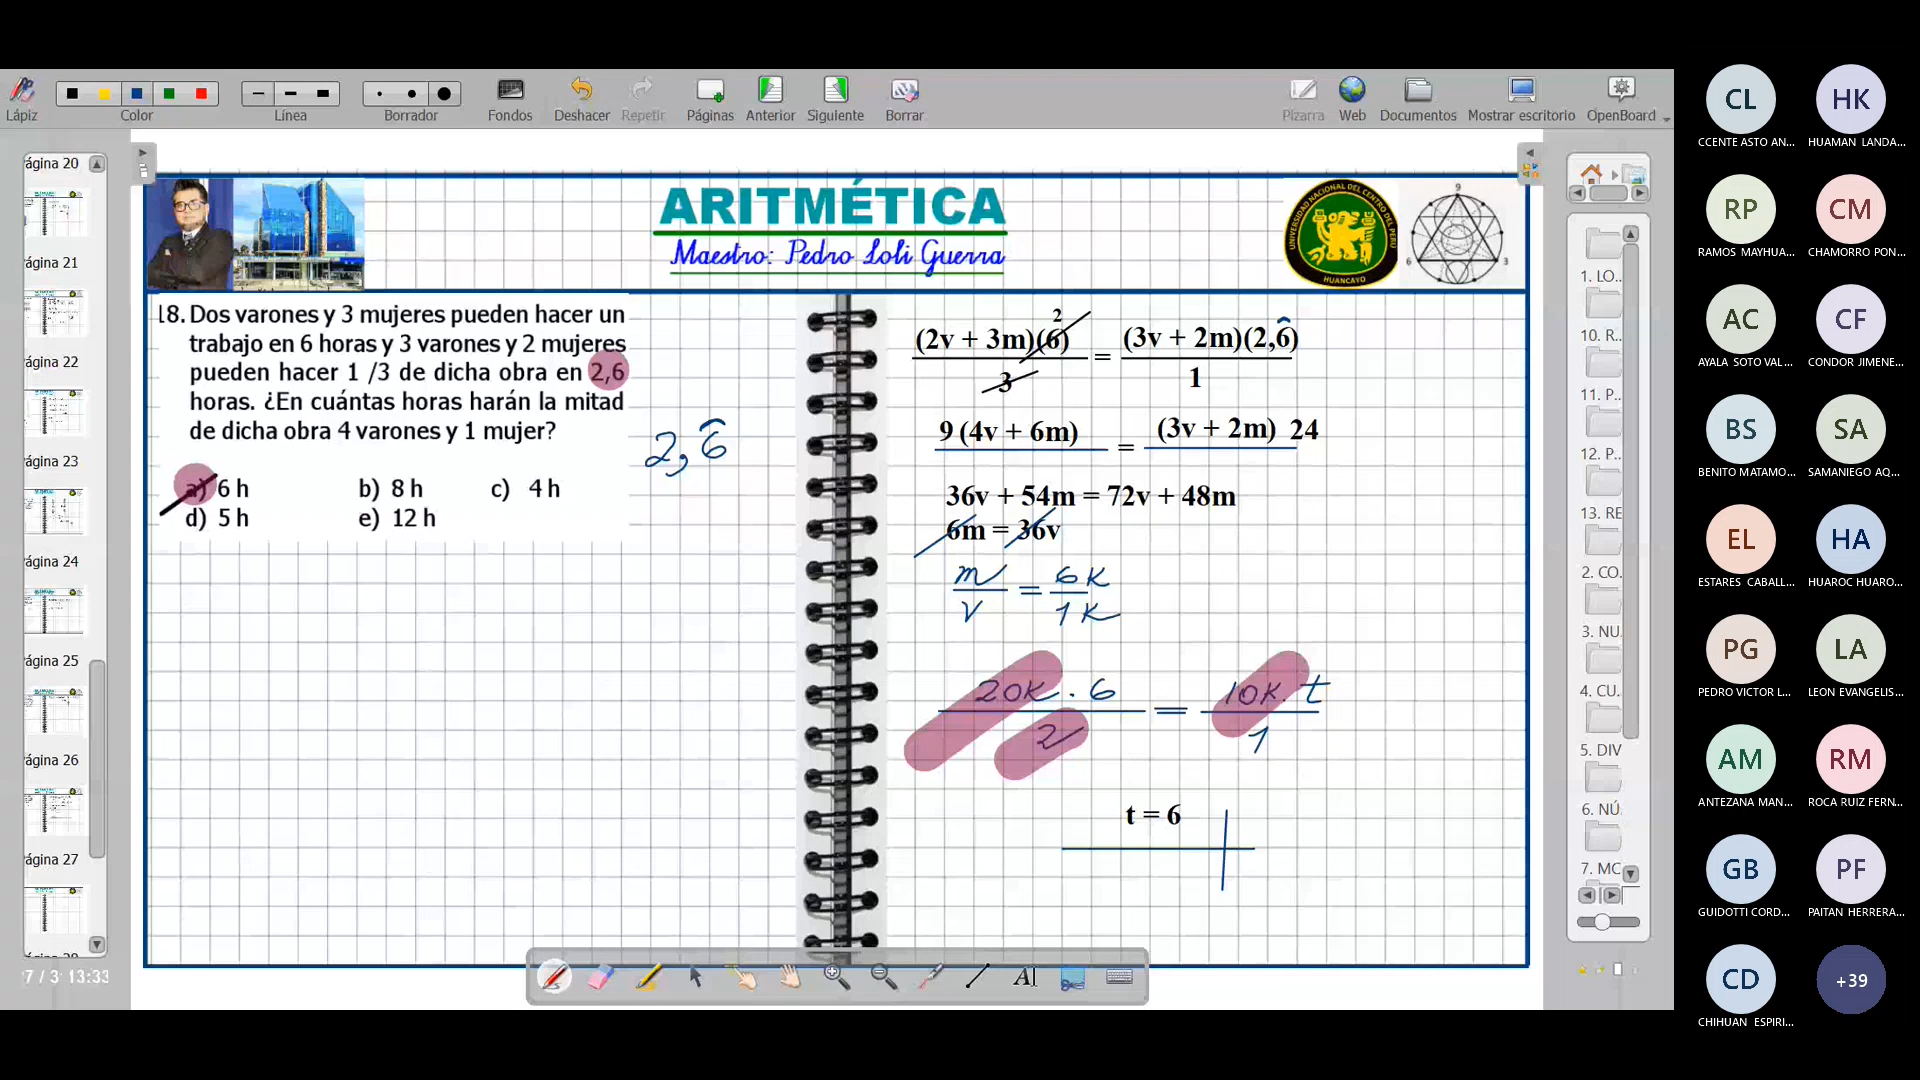 Lápiz
Color
Línea
Borrador
Fondos
Deshacer
Repetir
Páginas
Anterior
Siguiente
Borrar
Pizarra
Web
Documentos
Mostrar escritorio
OpenBoard
ágina 20
ágina 21
ágina 22
ágina 23
ágina 24
ágina 25
ágina 26
ágina 27
7 / 3 13:33
ARITMÉTICA
Maestro: Pedro Loli Guerra
UNIVERSIDAD NACIONAL DEL CENTRO DEL PERÚ
HUANCAYO
9
6
3
18. Dos varones y 3 mujeres pueden hacer un
trabajo en 6 horas y 3 varones y 2 mujeres
pueden hacer 1 /3 de dicha obra en 2,6
horas. ¿En cuántas horas harán la mitad
de dicha obra 4 varones y 1 mujer?
a) 6 h b) 8 h c) 4 h
d) 5 h e) 12 h
2,6̂
2
(2v + 3m)(6) / 3 = (3v + 2m)(2,6̂) / 1
9 (4v + 6m) = (3v + 2m) 24
36v + 54m = 72v + 48m
6m = 36v
m / v = 6k / 1k
20k . 6 / 2 = 10k . t / 1
t = 6
1. LO..
10. R..
11. P..
12. P..
13. RE
2. CO.
3. NU.
4. CU.
5. DIV
6. NÚ.
7. MC
CL
CCENTE ASTO AN...
HK
HUAMAN LANDA...
RP
RAMOS MAYHUA...
CM
CHAMORRO PON...
AC
AYALA SOTO VAL...
CF
CONDOR JIMENE...
BS
BENITO MATAMO...
SA
SAMANIEGO AQ...
EL
ESTARES CABALL...
HA
HUAROC HUARO...
PG
PEDRO VICTOR L...
LA
LEON EVANGELIS...
AM
ANTEZANA MAN...
RM
ROCA RUIZ FERN...
GB
GUIDOTTI CORD...
PF
PAITAN HERRERA...
CD
CHIHUAN ESPIRI...
+39